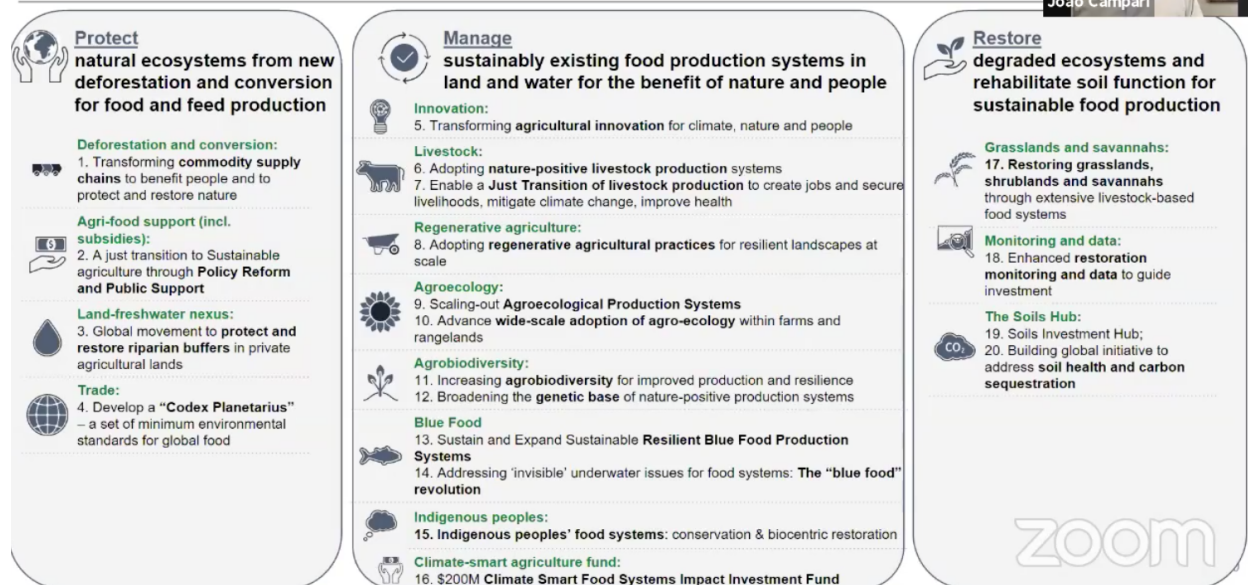 João Campari
Protect
natural ecosystems from new
deforestation and conversion
for food and feed production
Deforestation and conversion:
1. Transforming commodity supply
chains to benefit people and to
protect and restore nature
Agri-food support (incl.
subsidies):
2. A just transition to Sustainable
agriculture through Policy Reform
and Public Support
Land-freshwater nexus:
3. Global movement to protect and
restore riparian buffers in private
agricultural lands
Trade:
4. Develop a “Codex Planetarius”
– a set of minimum environmental
standards for global food
Manage
sustainably existing food production systems in
land and water for the benefit of nature and people
Innovation:
5. Transforming agricultural innovation for climate, nature and people
Livestock:
6. Adopting nature-positive livestock production systems
7. Enable a Just Transition of livestock production to create jobs and secure
livelihoods, mitigate climate change, improve health
Regenerative agriculture:
8. Adopting regenerative agricultural practices for resilient landscapes at
scale
Agroecology:
9. Scaling-out Agroecological Production Systems
10. Advance wide-scale adoption of agro-ecology within farms and
rangelands
Agrobiodiversity:
11. Increasing agrobiodiversity for improved production and resilience
12. Broadening the genetic base of nature-positive production systems
Blue Food
13. Sustain and Expand Sustainable Resilient Blue Food Production
Systems
14. Addressing ‘invisible’ underwater issues for food systems: The “blue food”
revolution
Indigenous peoples:
15. Indigenous peoples’ food systems: conservation & biocentric restoration
Climate-smart agriculture fund:
16. $200M Climate Smart Food Systems Impact Investment Fund
Restore
degraded ecosystems and
rehabilitate soil function for
sustainable food production
Grasslands and savannahs:
17. Restoring grasslands,
shrublands and savannahs
through extensive livestock-based
food systems
Monitoring and data:
18. Enhanced restoration
monitoring and data to guide
investment
The Soils Hub:
19. Soils Investment Hub;
20. Building global initiative to
address soil health and carbon
sequestration
CO₂
zoom